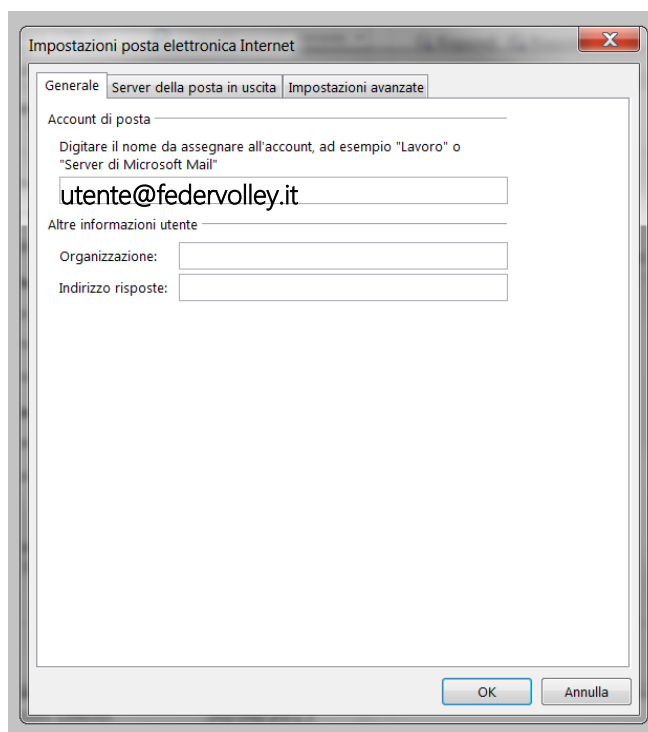 Impostazioni posta elettronica Internet
X
Generale Server della posta in uscita Impostazioni avanzate
Account di posta
Digitare il nome da assegnare all'account, ad esempio "Lavoro" o
"Server di Microsoft Mail"
utente@federvolley.it
Altre informazioni utente
Organizzazione:
Indirizzo risposte:
OK Annulla